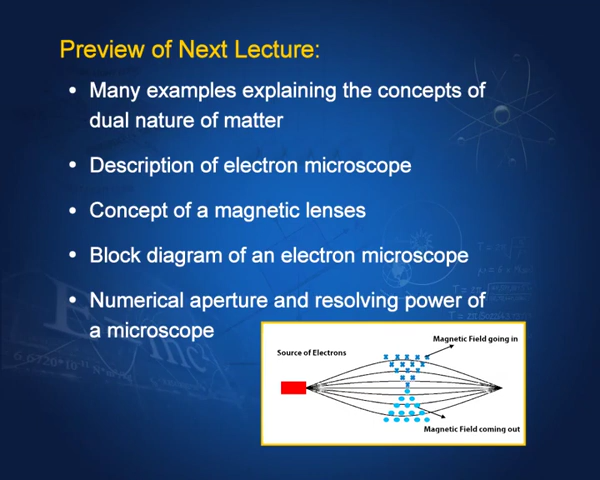 Preview of Next Lecture:
• Many examples explaining the concepts of
dual nature of matter
• Description of electron microscope
• Concept of a magnetic lenses
• Block diagram of an electron microscope
• Numerical aperture and resolving power of
a microscope
Magnetic Field going in
Source of Electrons
Magnetic Field coming out